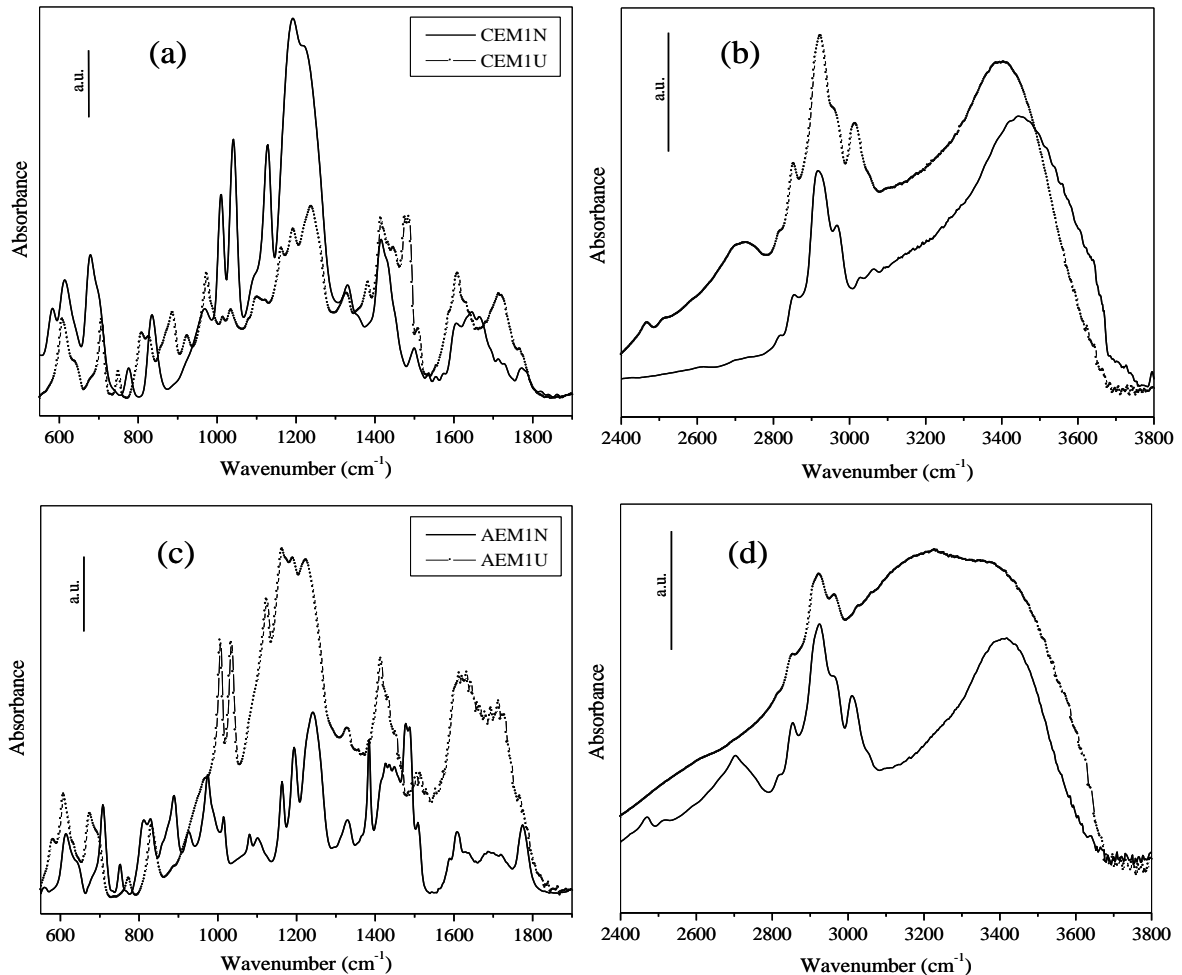 (a)
CEM1N
CEM1U
a.u.
Absorbance
600 800 1000 1200 1400 1600 1800
Wavenumber (cm-1)
(b)
a.u.
Absorbance
2400 2600 2800 3000 3200 3400 3600 3800
Wavenumber (cm-1)
(c)
AEM1N
AEM1U
a.u.
Absorbance
600 800 1000 1200 1400 1600 1800
Wavenumber (cm-1)
(d)
a.u.
Absorbance
2400 2600 2800 3000 3200 3400 3600 3800
Wavenumber (cm-1)